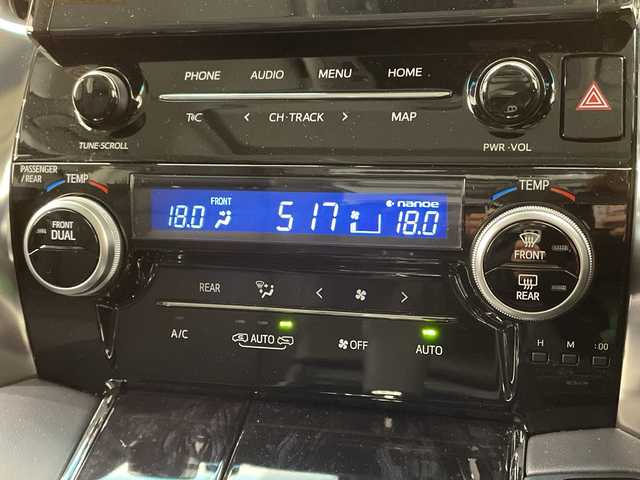 PHONE AUDIO MENU HOME
T C < CH·TRACK > MAP
TUNE·SCROLL PWR·VOL
PASSENGER /REAR TEMP TEMP
FRONT nanoe
18.0 517 18.0
FRONT DUAL
FRONT
REAR
REAR < >
A/C AUTO OFF AUTO
H M :00